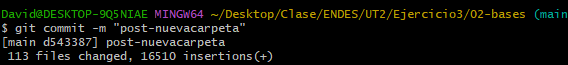 David@DESKTOP-9Q5NIAE MINGW64 ~/Desktop/Clase/ENDES/UT2/Ejercicio3/02-bases (main
$ git commit -m "post-nuevacarpeta"
[main d543387] post-nuevacarpeta
 113 files changed, 16510 insertions(+)